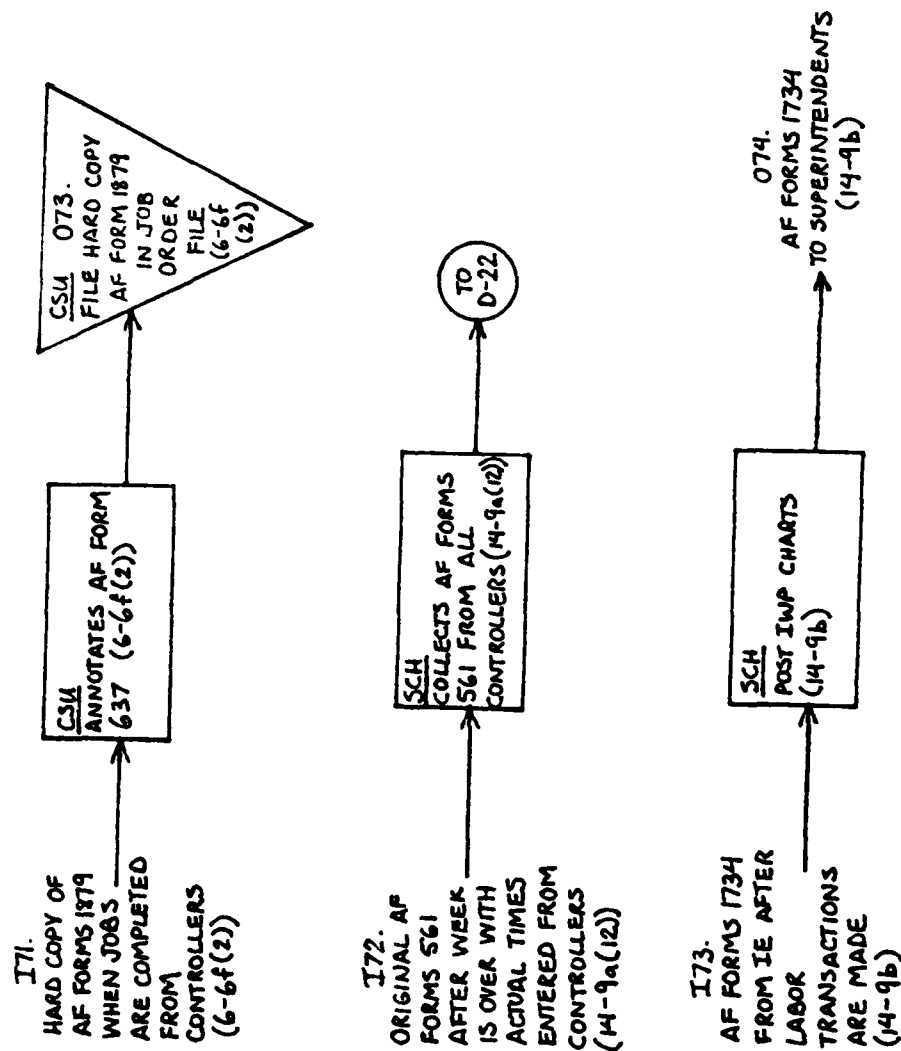 I71.
HARD COPY OF
AF FORMS 1879
WHEN JOBS
ARE COMPLETED
FROM
CONTROLLERS
(6-6f(2))
CSU
ANNOTATES AF FORM
637 (6-6f(2))
CSU 073.
FILE HARD COPY
AF FORM 1879
IN JOB
ORDER
FILE
(6-6f
(2))
I72.
ORIGINAL AF
FORMS 561
AFTER WEEK
IS OVER WITH
ACTUAL TIMES
ENTERED FROM
CONTROLLERS
(14-9a(12))
SCH
COLLECTS AF FORMS
561 FROM ALL
CONTROLLERS(14-9a(12))
TO
D-22
I73.
AF FORMS 1734
FROM IE AFTER
LABOR
TRANSACTIONS
ARE MADE
(14-9b)
SCH
POST IWP CHARTS
(14-9b)
074.
AF FORMS 1734
TO SUPERINTENDENTS
(14-9b)